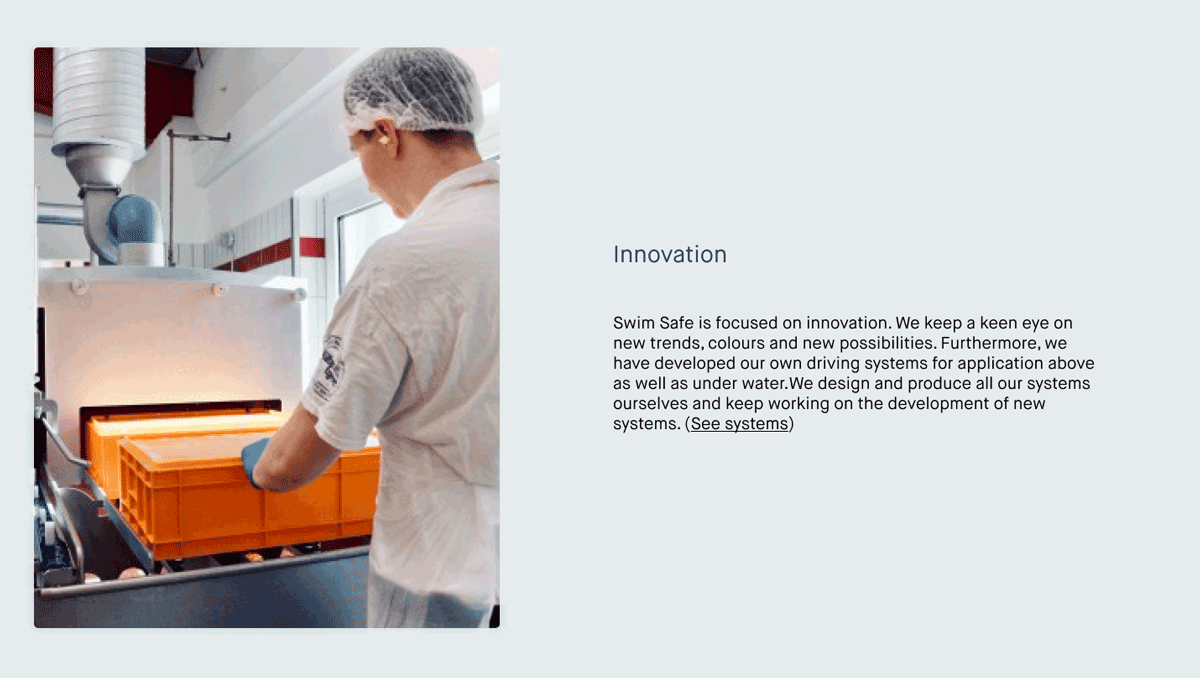 Innovation
Swim Safe is focused on innovation. We keep a keen eye on
new trends, colours and new possibilities. Furthermore, we
have developed our own driving systems for application above
as well as under water.We design and produce all our systems
ourselves and keep working on the development of new
systems. (See systems)